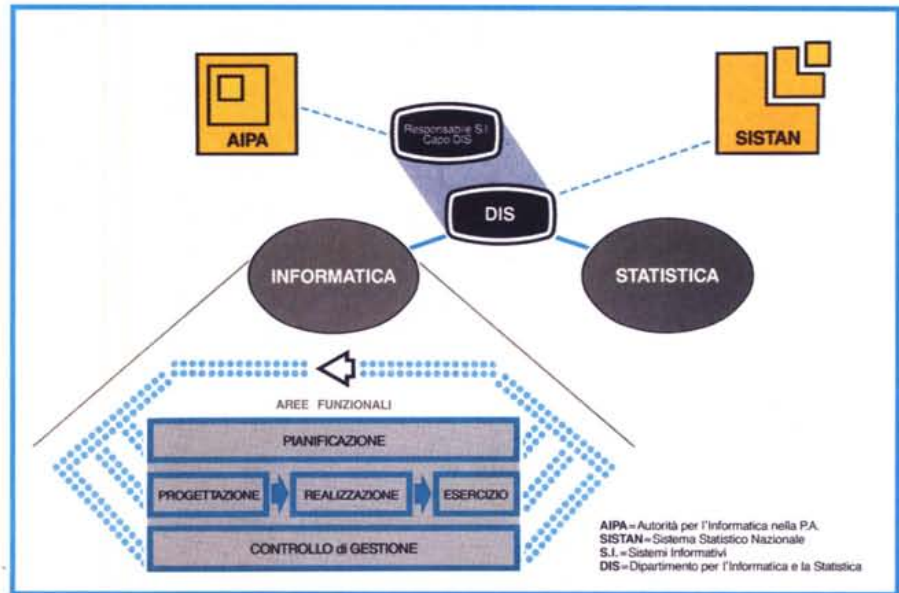 AIPA
Responsabile S.I.
Capo DIS
SISTAN
DIS
INFORMATICA
STATISTICA
AREE FUNZIONALI
PIANIFICAZIONE
PROGETTAZIONE
REALIZZAZIONE
ESERCIZIO
CONTROLLO di GESTIONE
AIPA=Autorità per l'Informatica nella P.A.
SISTAN=Sistema Statistico Nazionale
S.I.=Sistemi Informativi
DIS=Dipartimento per l'Informatica e la Statistica